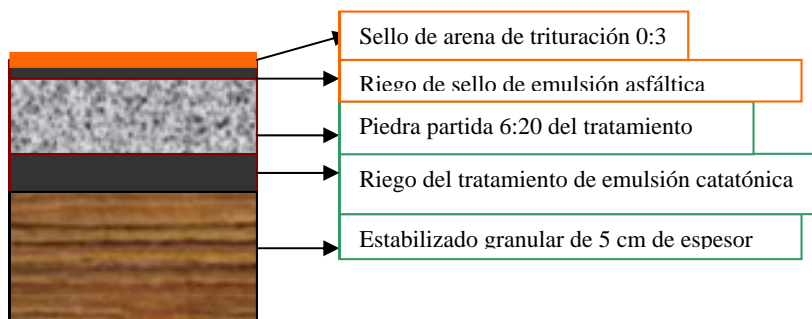 Sello de arena de trituración 0:3
Riego de sello de emulsión asfáltica
Piedra partida 6:20 del tratamiento
Riego del tratamiento de emulsión catatónica
Estabilizado granular de 5 cm de espesor